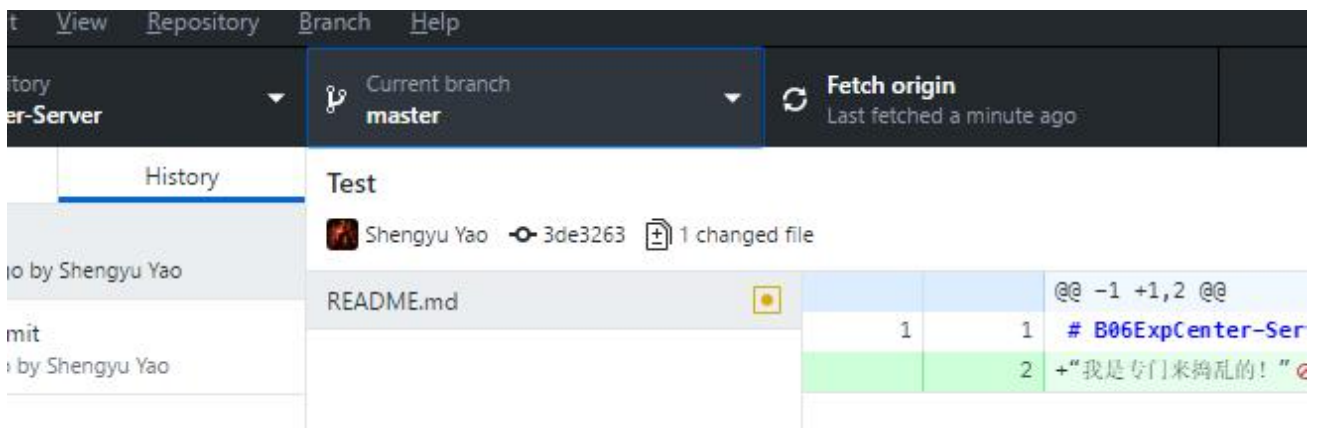 t View Repository Branch Help
itory
er-Server
Current branch
master
Fetch origin
Last fetched a minute ago
History
Test
Shengyu Yao 3de3263 1 changed file
go by Shengyu Yao
mit
by Shengyu Yao
README.md
@@ -1 +1,2 @@
1 1 # B06ExpCenter-Ser
2 +“我是专门来捣乱的！”